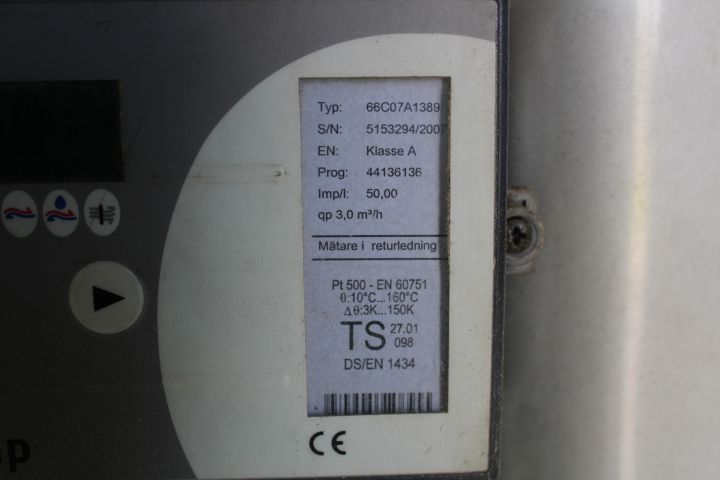 Typ: 66C07A1389
S/N: 5153294/2007
EN: Klasse A
Prog: 44136136
Imp/l: 50,00
qp 3,0 m³/h
Mätare i returledning
Pt 500 - EN 60751
θ:10°C...160°C
Δθ:3K...150K
TS 27.01
098
DS/EN 1434
CE